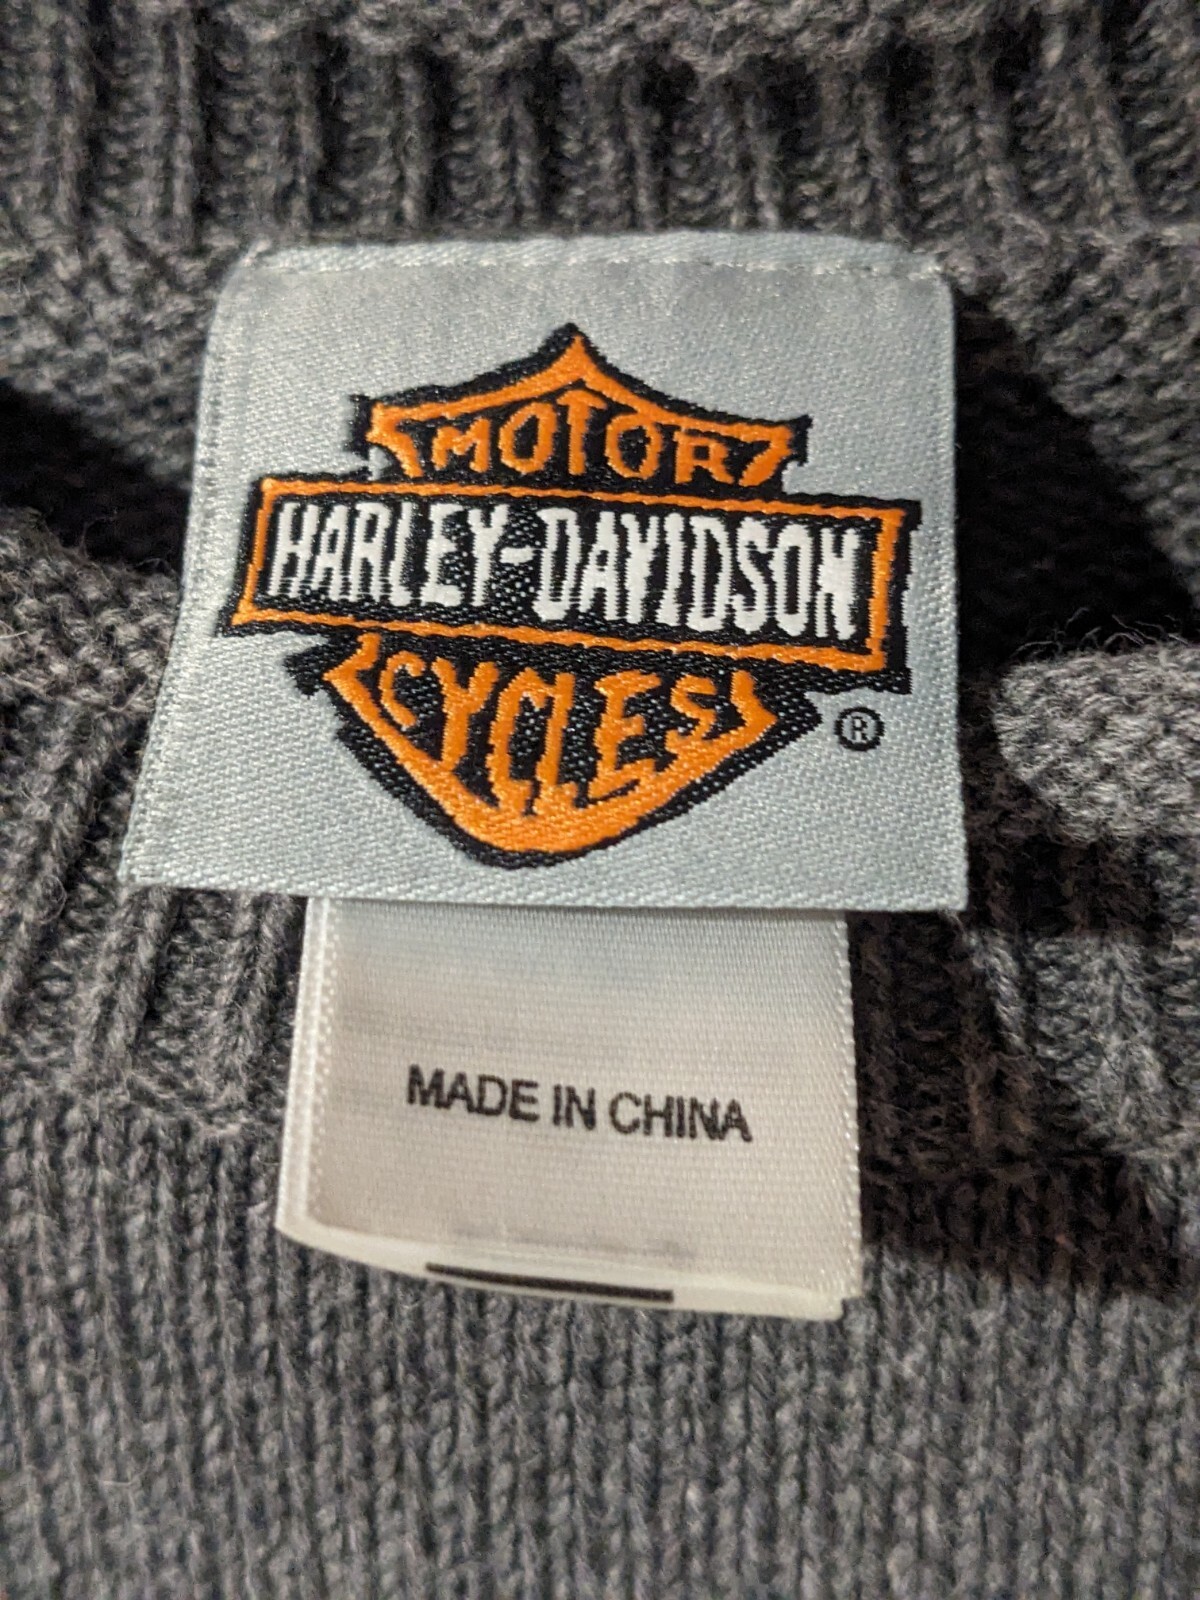 MOTOR
HARLEY-DAVIDSON
CYCLES
®
MADE IN CHINA